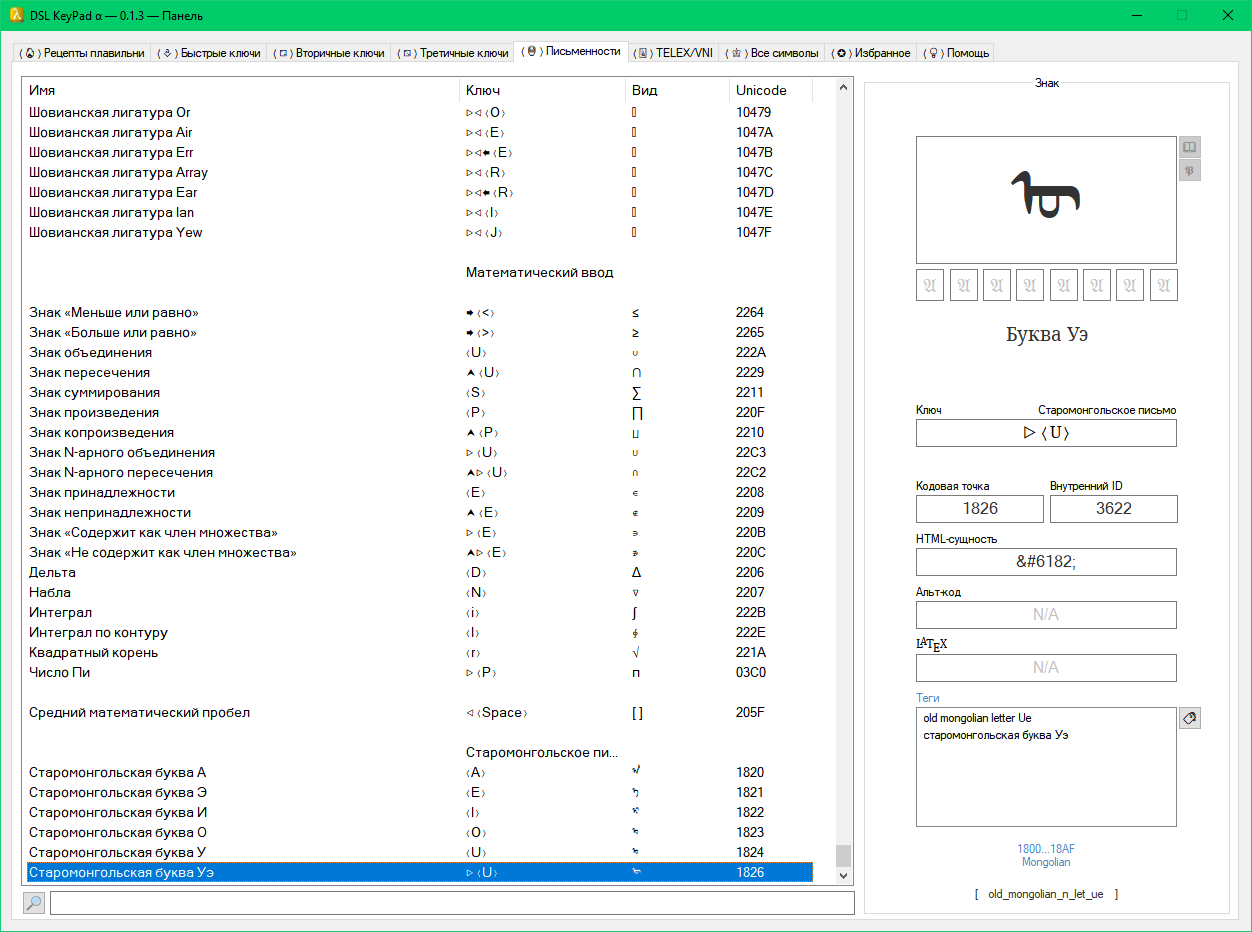 DSL KeyPad α — 0.1.3 — Панель
Рецепты плавильни
Быстрые ключи
Вторичные ключи
Третичные ключи
Письменности
TELEX/VNI
Все символы
Избранное
Помощь
Имя Ключ Вид Unicode
Шовианская лигатура Or ▷◁ ⟨O⟩ 10479
Шовианская лигатура Air ▷◁ ⟨E⟩ 1047A
Шовианская лигатура Err ▷◁🠰 ⟨E⟩ 1047B
Шовианская лигатура Array ▷◁ ⟨R⟩ 1047C
Шовианская лигатура Ear ▷◁🠰 ⟨R⟩ 1047D
Шовианская лигатура Ian ▷◁ ⟨I⟩ 1047E
Шовианская лигатура Yew ▷◁ ⟨J⟩ 1047F
Математический ввод
Знак «Меньше или равно» 🠲 ⟨<⟩ ≤ 2264
Знак «Больше или равно» 🠲 ⟨>⟩ ≥ 2265
Знак объединения ⟨U⟩ ∪ 222A
Знак пересечения ⮝ ⟨U⟩ ∩ 2229
Знак суммирования ⟨S⟩ ∑ 2211
Знак произведения ⟨P⟩ ∏ 220F
Знак копроизведения ⮝ ⟨P⟩ ∐ 2210
Знак N-арного объединения ▷ ⟨U⟩ ⋃ 22C3
Знак N-арного пересечения ⮝▷ ⟨U⟩ ⋂ 22C2
Знак принадлежности ⟨E⟩ ∈ 2208
Знак непринадлежности ⮝ ⟨E⟩ ∉ 2209
Знак «Содержит как член множества» ▷ ⟨E⟩ ∋ 220B
Знак «Не содержит как член множества» ⮝▷ ⟨E⟩ ∌ 220C
Дельта ⟨D⟩ ∆ 2206
Набла ⟨N⟩ ∇ 2207
Интеграл ⟨i⟩ ∫ 222B
Интеграл по контуру ⟨I⟩ ∮ 222E
Квадратный корень ⟨r⟩ √ 221A
Число Пи ▷ ⟨P⟩ π 03C0
Средний математический пробел ◁ ⟨Space⟩ [ ] 205F
Старомонгольское пи...
Старомонгольская буква А ⟨A⟩ ᠠ 1820
Старомонгольская буква Э ⟨E⟩ ᠡ 1821
Старомонгольская буква И ⟨I⟩ ᠢ 1822
Старомонгольская буква О ⟨O⟩ ᠣ 1823
Старомонгольская буква У ⟨U⟩ ᠤ 1824
Старомонгольская буква Уэ ▷ ⟨U⟩ ᠦ 1826
Знак
ᠦ
𝔄 𝔄 𝔄 𝔄 𝔄 𝔄 𝔄 𝔄
Буква Уэ
Ключ Старомонгольское письмо
▷ ⟨U⟩
Кодовая точка Внутренний ID
1826 3622
HTML-сущность
&#6182;
Альт-код
N/A
LATEX
N/A
Теги
old mongolian letter Ue
старомонгольская буква Уэ
1800...18AF
Mongolian
[ old_mongolian_n_let_ue ]